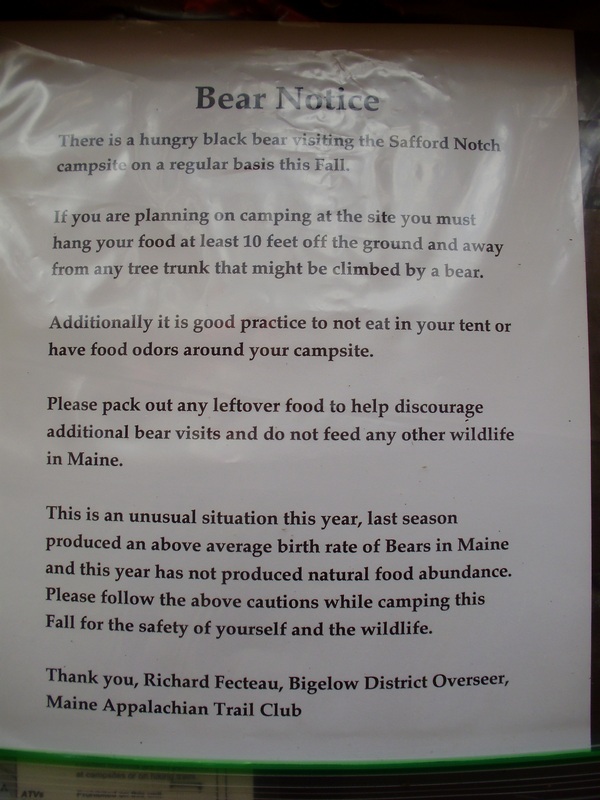 Bear Notice
There is a hungry black bear visiting the Safford Notch
campsite on a regular basis this Fall.
If you are planning on camping at the site you must
hang your food at least 10 feet off the ground and away
from any tree trunk that might be climbed by a bear.
Additionally it is good practice to not eat in your tent or
have food odors around your campsite.
Please pack out any leftover food to help discourage
additional bear visits and do not feed any other wildlife
in Maine.
This is an unusual situation this year, last season
produced an above average birth rate of Bears in Maine
and this year has not produced natural food abundance.
Please follow the above cautions while camping this
Fall for the safety of yourself and the wildlife.
Thank you, Richard Fecteau, Bigelow District Overseer,
Maine Appalachian Trail Club
ATVs